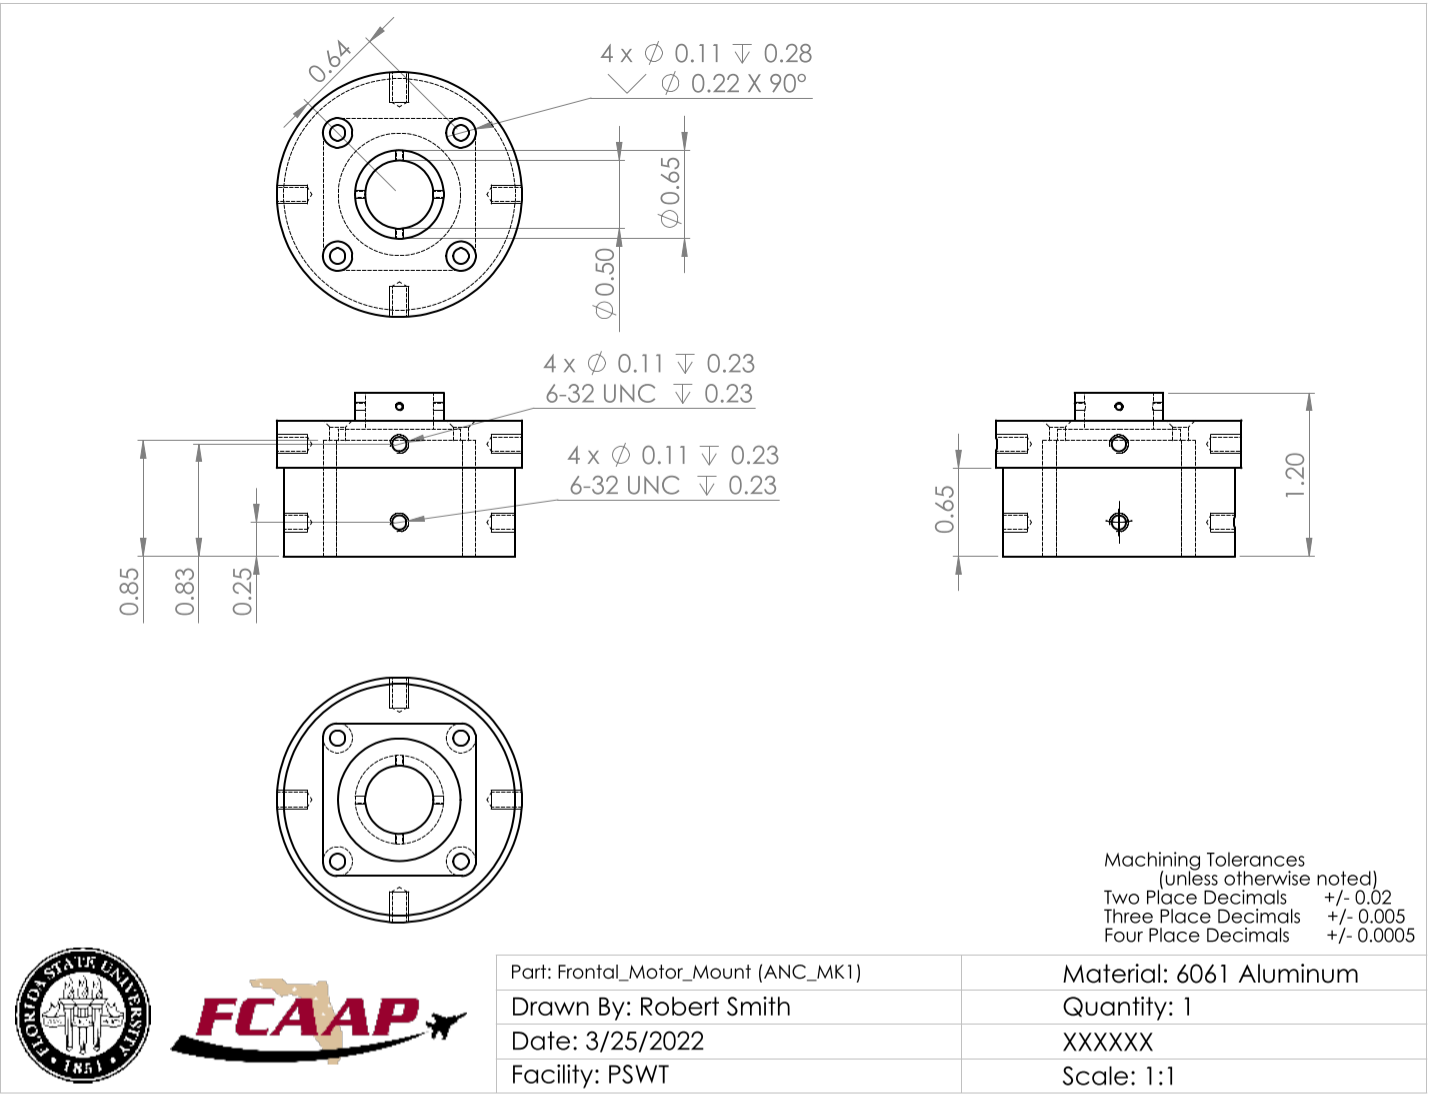 0.64
4 x ∅ 0.11 ↧ 0.28
⌵ ∅ 0.22 X 90°
∅0.65
∅0.50
4 x ∅ 0.11 ↧ 0.23
6-32 UNC ↧ 0.23
4 x ∅ 0.11 ↧ 0.23
6-32 UNC ↧ 0.23
0.85
0.83
0.25
0.65
1.20
Machining Tolerances
(unless otherwise noted)
Two Place Decimals +/- 0.02
Three Place Decimals +/- 0.005
Four Place Decimals +/- 0.0005
FLORIDA STATE UNIVERSITY
1851
FCAAP
Part: Frontal_Motor_Mount (ANC_MK1)
Material: 6061 Aluminum
Drawn By: Robert Smith
Quantity: 1
Date: 3/25/2022
XXXXXX
Facility: PSWT
Scale: 1:1